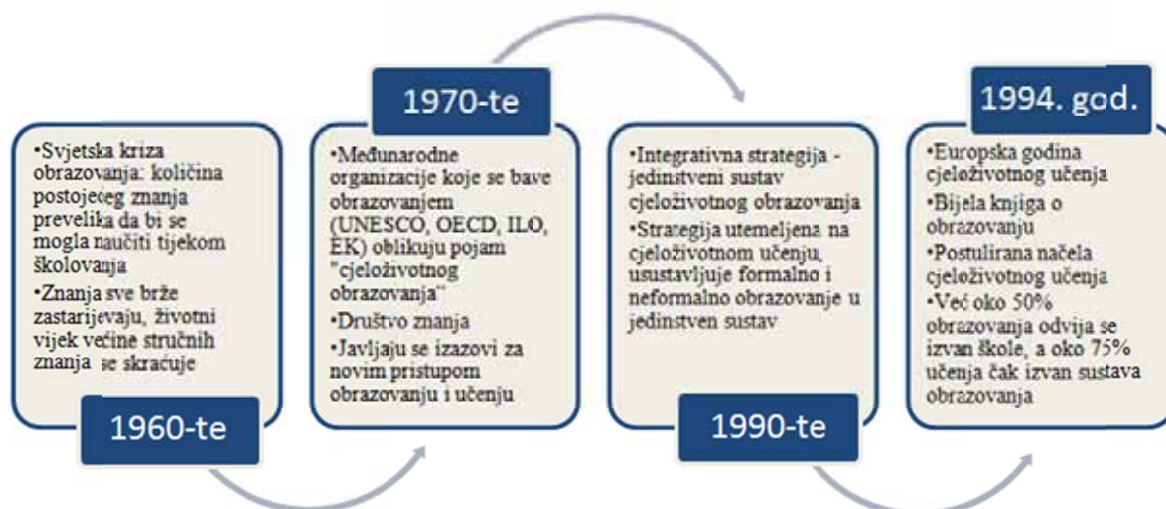 1960-te
•Svjetska kriza
obrazovanja: količina
postojećeg znanja
prevelika da bi se
mogla naučiti tijekom
školovanja
•Znanja sve brže
zastarijevaju, životni
vijek većine stručnih
znanja se skraćuje
1970-te
•Međunarodne
organizacije koje se bave
obrazovanjem
(UNESCO, OECD, ILO,
EK) oblikuju pojam
"cjeloživotnog
obrazovanja“
•Društvo znanja
•Javljaju se izazovi za
novim pristupom
obrazovanju i učenju
1990-te
•Integrativna strategija -
jedinstveni sustav
cjeloživotnog obrazovanja
•Strategija utemeljena na
cjeloživotnom učenju,
usustavljuje formalno i
neformalno obrazovanje u
jedinstven sustav
1994. god.
•Europska godina
cjeloživotnog učenja
•Bijela knjiga o
obrazovanju
•Postulirana načela
cjeloživotnog učenja
•Već oko 50%
obrazovanja odvija se
izvan škole, a oko 75%
učenja čak izvan sustava
obrazovanja